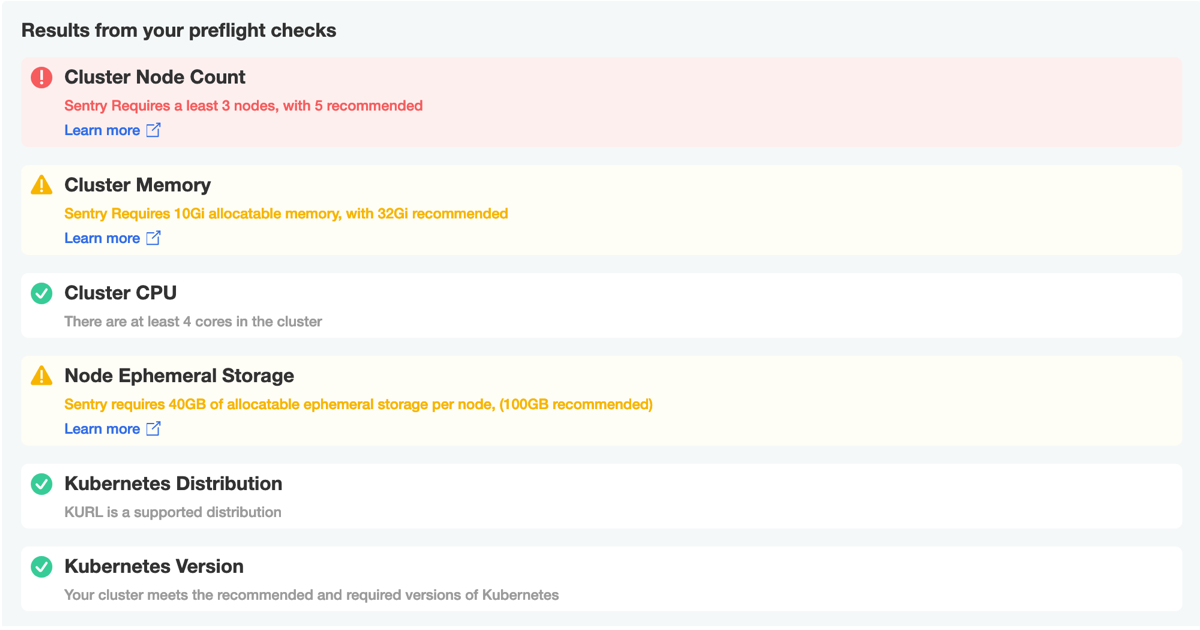 Results from your preflight checks
Cluster Node Count
Sentry Requires a least 3 nodes, with 5 recommended
Learn more
Cluster Memory
Sentry Requires 10Gi allocatable memory, with 32Gi recommended
Learn more
Cluster CPU
There are at least 4 cores in the cluster
Node Ephemeral Storage
Sentry requires 40GB of allocatable ephemeral storage per node, (100GB recommended)
Learn more
Kubernetes Distribution
KURL is a supported distribution
Kubernetes Version
Your cluster meets the recommended and required versions of Kubernetes